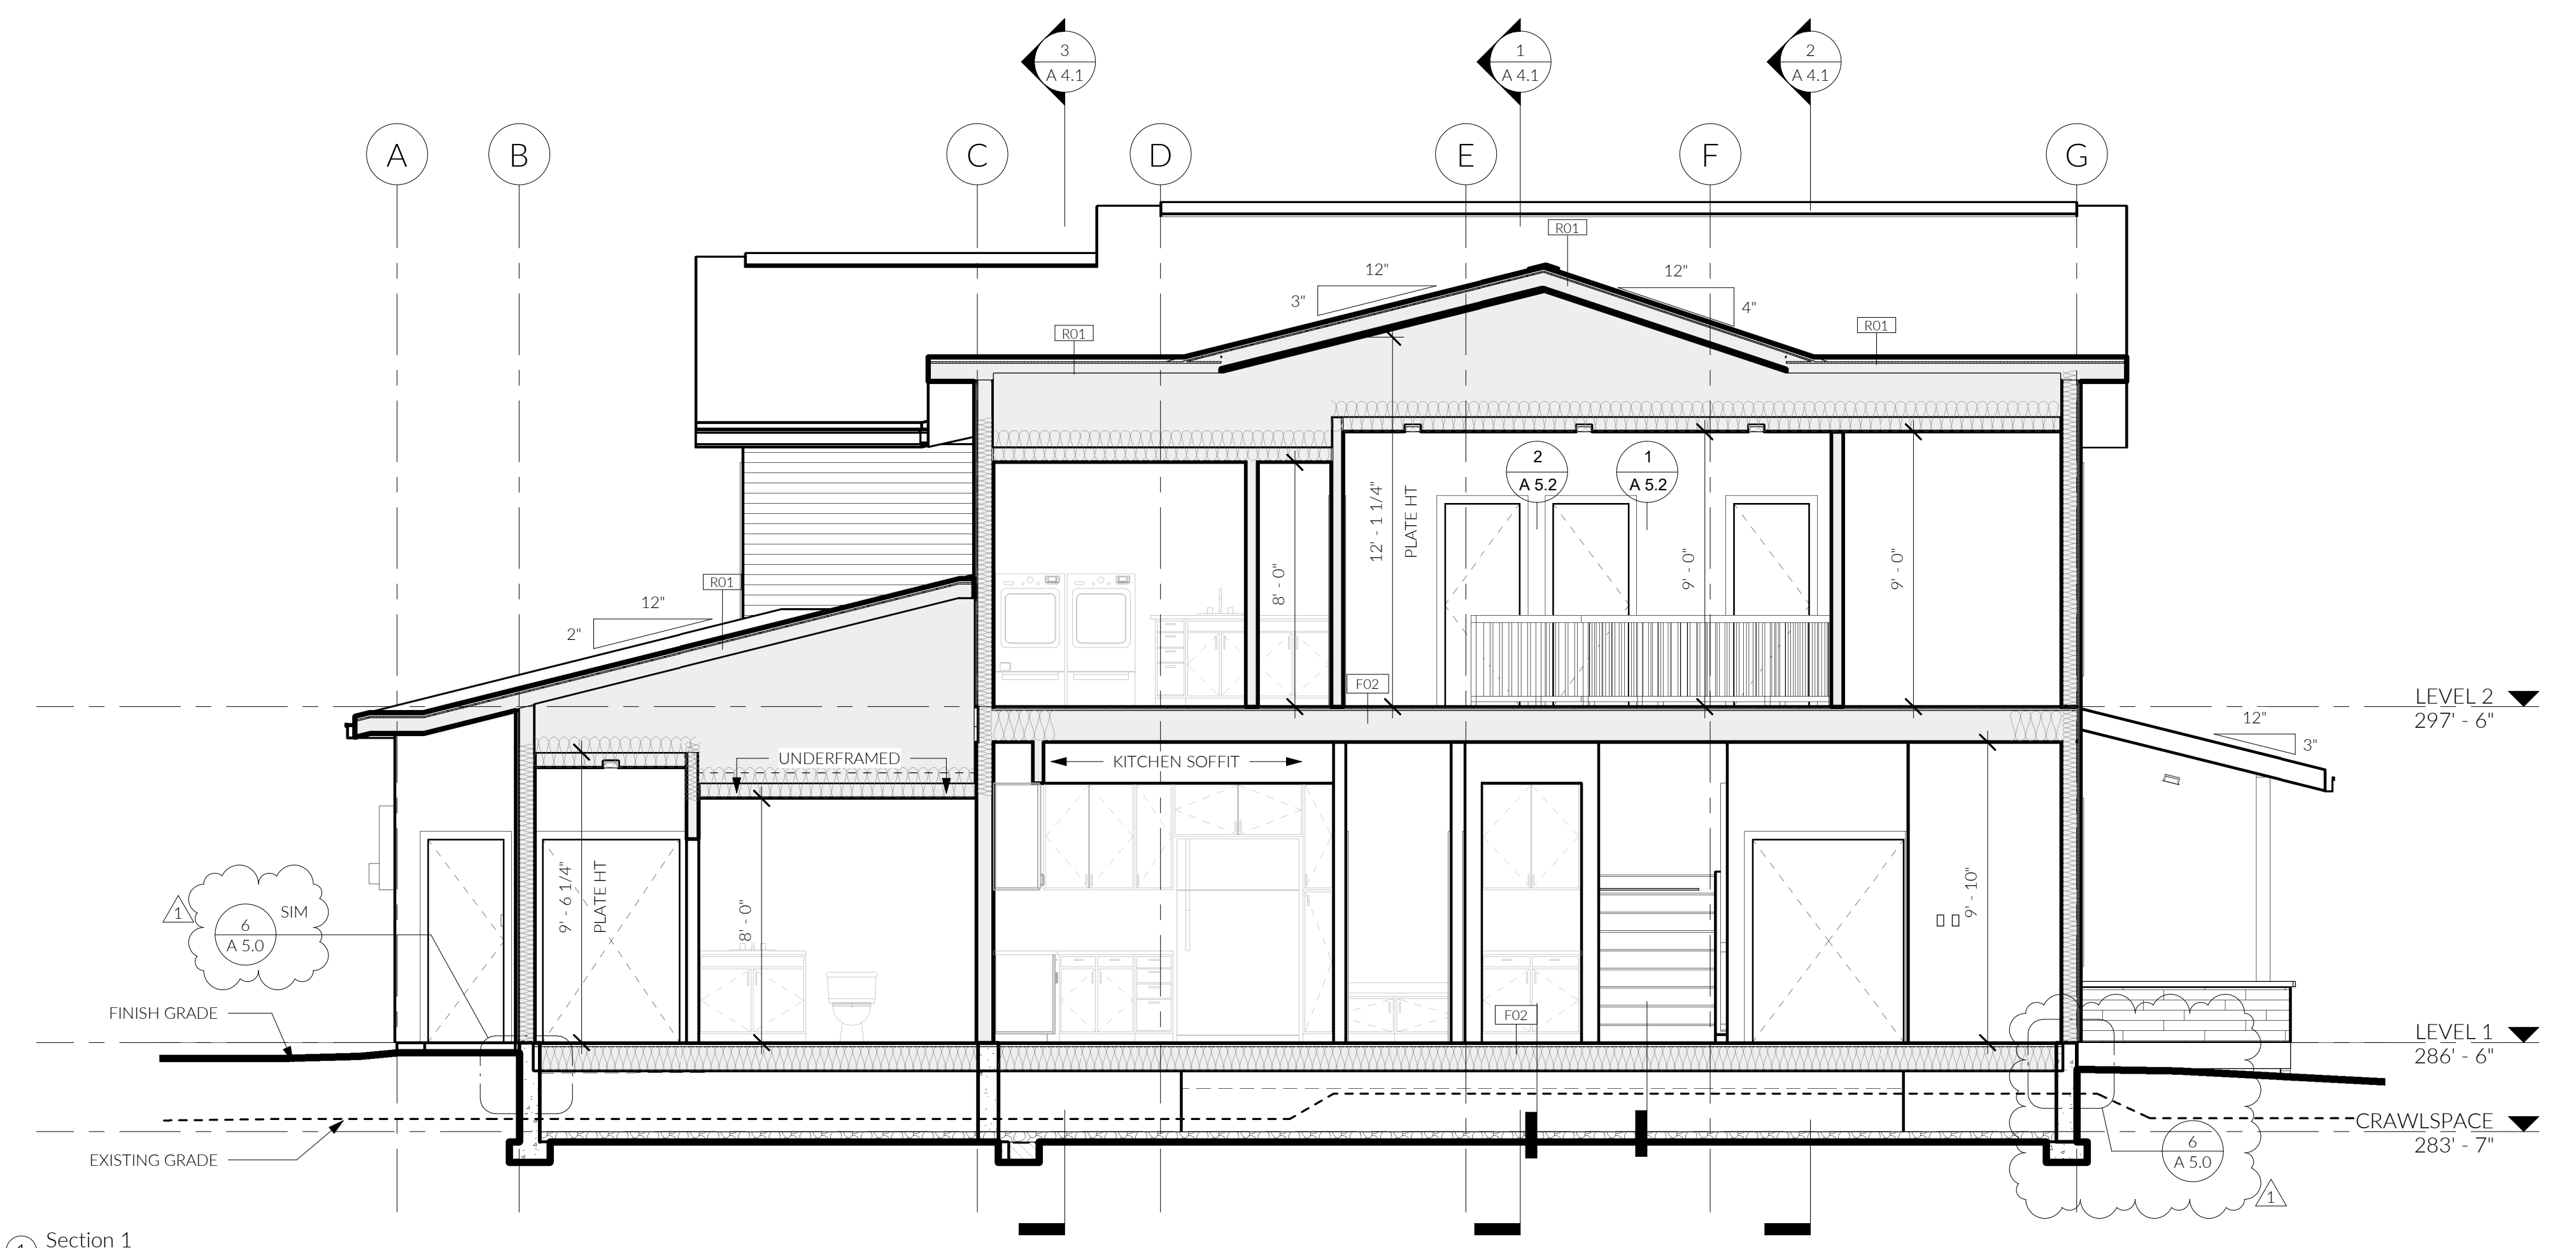 3
A 4.1
1
A 4.1
2
A 4.1
A
B
C
D
E
F
G
R01
12"
3"
12"
4"
R01
R01
2
A 5.2
1
A 5.2
12' - 1 1/4"
PLATE HT
8' - 0"
9' - 0"
9' - 0"
R01
12"
2"
F02
LEVEL 2
297' - 6"
12"
3"
UNDERFRAMED
KITCHEN SOFFIT
9' - 6 1/4"
PLATE HT
8' - 0"
9' - 10"
1
6
A 5.0
SIM
FINISH GRADE
F02
LEVEL 1
286' - 6"
EXISTING GRADE
CRAWLSPACE
283' - 7"
6
A 5.0
1
Section 1